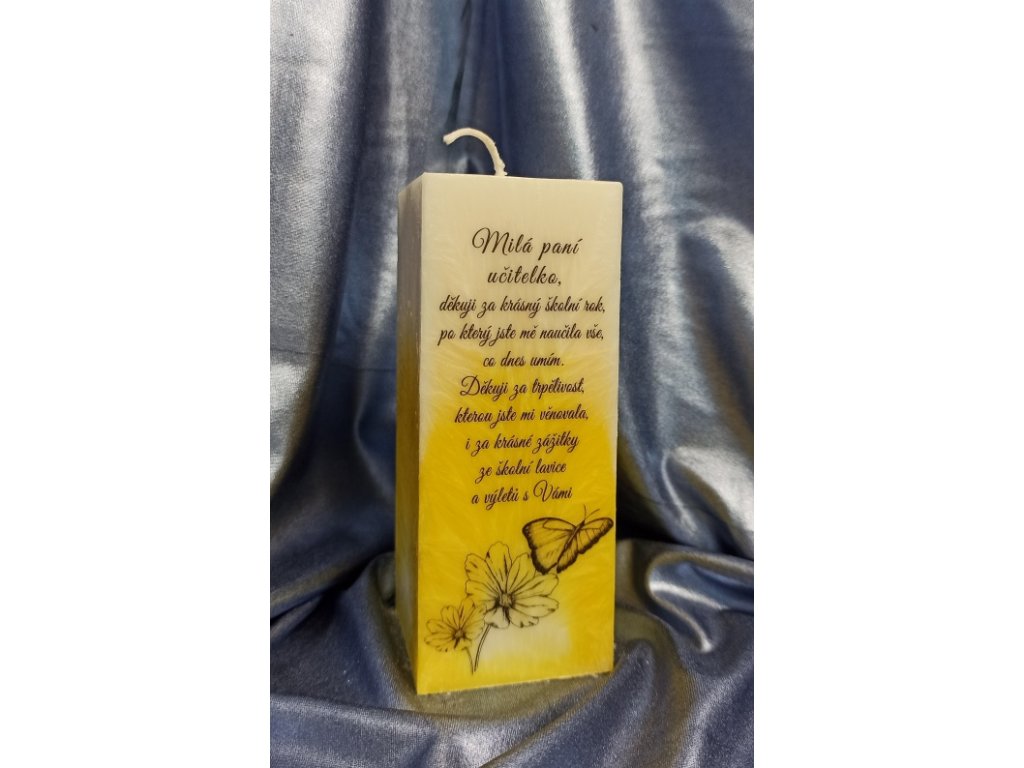 Milá paní
učitelko,
děkuji za krásný školní rok,
po který jste mě naučila vše,
co dnes umím.
Děkuji za trpětivost,
kterou jste mi věnovala,
i za krásné zážitky
ze školní lavice
a výletů s Vámi